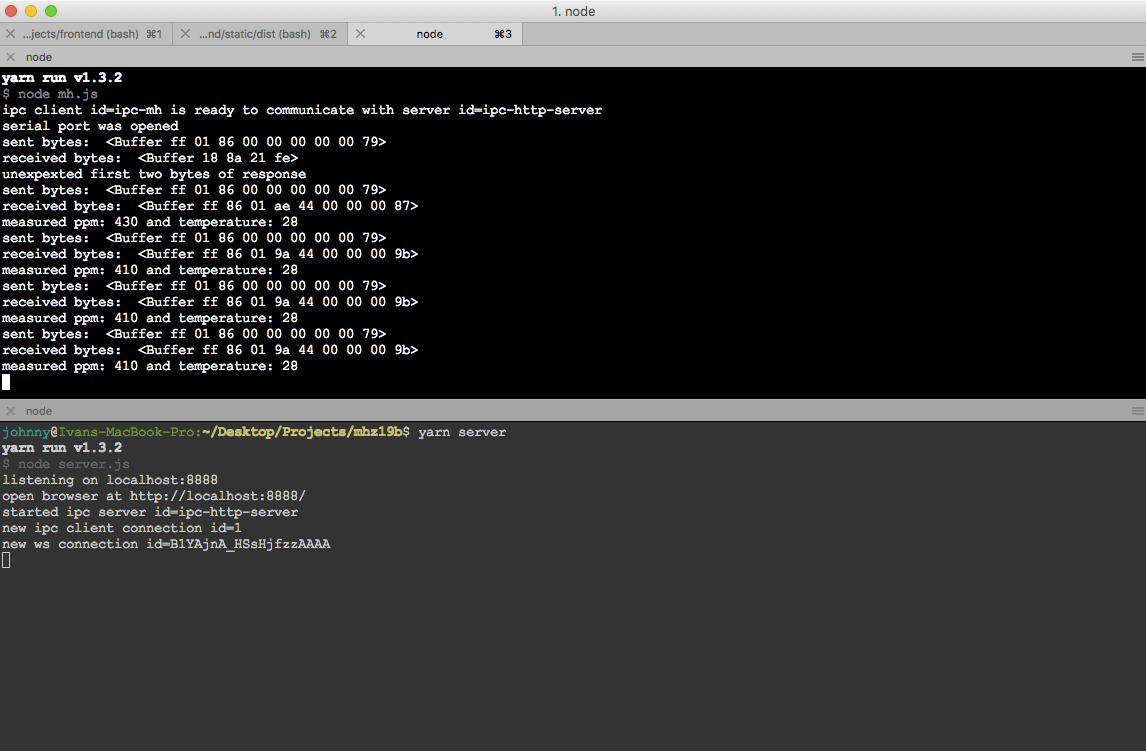 1. node
...jects/frontend (bash) ⌘1 ...nd/static/dist (bash) ⌘2 node ⌘3
node
yarn run v1.3.2
$ node mh.js
ipc client id=ipc-mh is ready to communicate with server id=ipc-http-server
serial port was opened
sent bytes:  <Buffer ff 01 86 00 00 00 00 00 79>
received bytes:  <Buffer 18 8a 21 fe>
unexpexted first two bytes of response
sent bytes:  <Buffer ff 01 86 00 00 00 00 00 79>
received bytes:  <Buffer ff 86 01 ae 44 00 00 00 87>
measured ppm: 430 and temperature: 28
sent bytes:  <Buffer ff 01 86 00 00 00 00 00 79>
received bytes:  <Buffer ff 86 01 9a 44 00 00 00 9b>
measured ppm: 410 and temperature: 28
sent bytes:  <Buffer ff 01 86 00 00 00 00 00 79>
received bytes:  <Buffer ff 86 01 9a 44 00 00 00 9b>
measured ppm: 410 and temperature: 28
sent bytes:  <Buffer ff 01 86 00 00 00 00 00 79>
received bytes:  <Buffer ff 86 01 9a 44 00 00 00 9b>
measured ppm: 410 and temperature: 28
node
johnny@Ivans-MacBook-Pro:~/Desktop/Projects/mhz19b$ yarn server
yarn run v1.3.2
$ node server.js
listening on localhost:8888
open browser at http://localhost:8888/
started ipc server id=ipc-http-server
new ipc client connection id=1
new ws connection id=BlYAjnA_HSsHjfzzAAAA